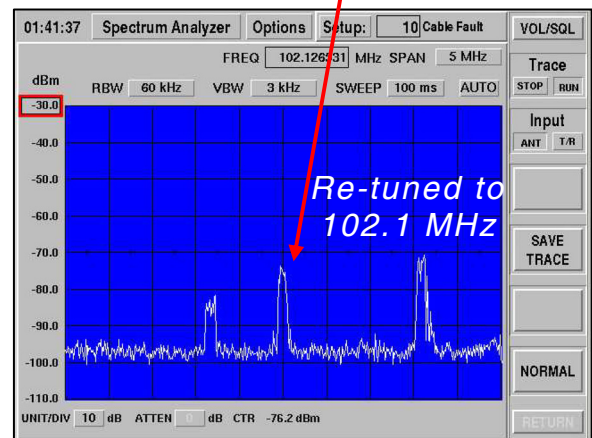 01:41:37 Spectrum Analyzer Options Setup: 10 Cable Fault VOL/SQL
FREQ 102.126331 MHz SPAN 5 MHz
Trace
STOP RUN
dBm RBW 60 kHz VBW 3 kHz SWEEP 100 ms AUTO
-30.0
Input
ANT T/R
-40.0
-50.0
Re-tuned to
102.1 MHz
-60.0
SAVE
TRACE
-70.0
-80.0
-90.0
-100.0
NORMAL
-110.0
UNIT/DIV 10 dB ATTEN 0 dB CTR -76.2 dBm
RETURN